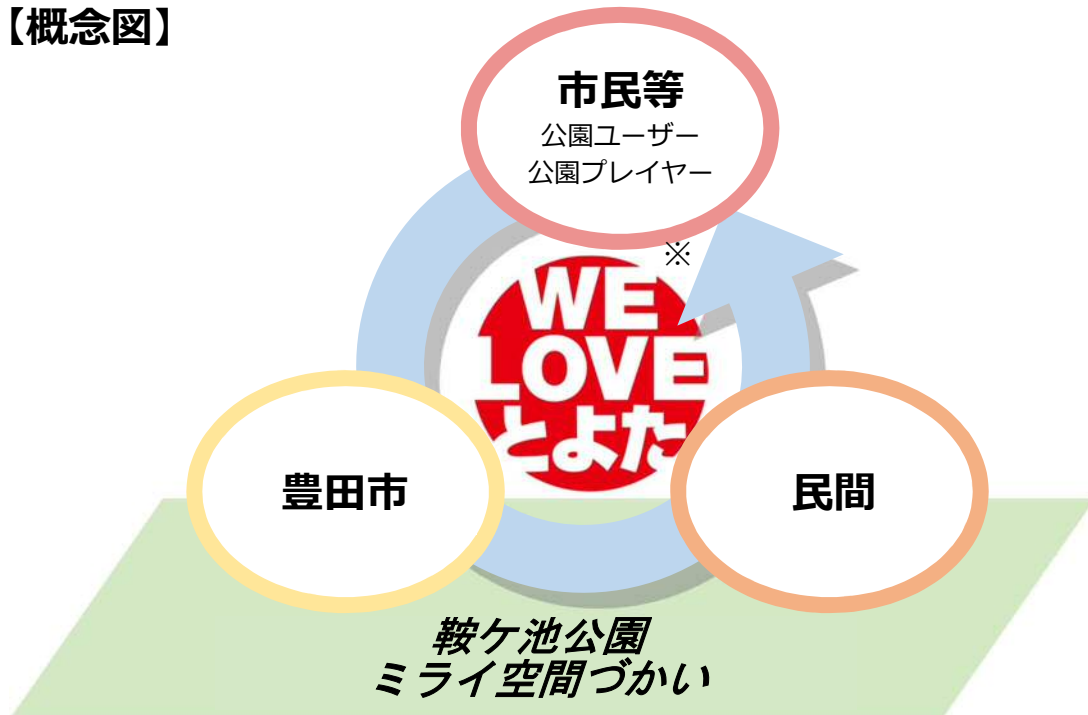 【概念図】
市民等
公園ユーザー
公園プレイヤー
※
WE
LOVE
とよた
豊田市
民間
鞍ケ池公園
ミライ空間づかい